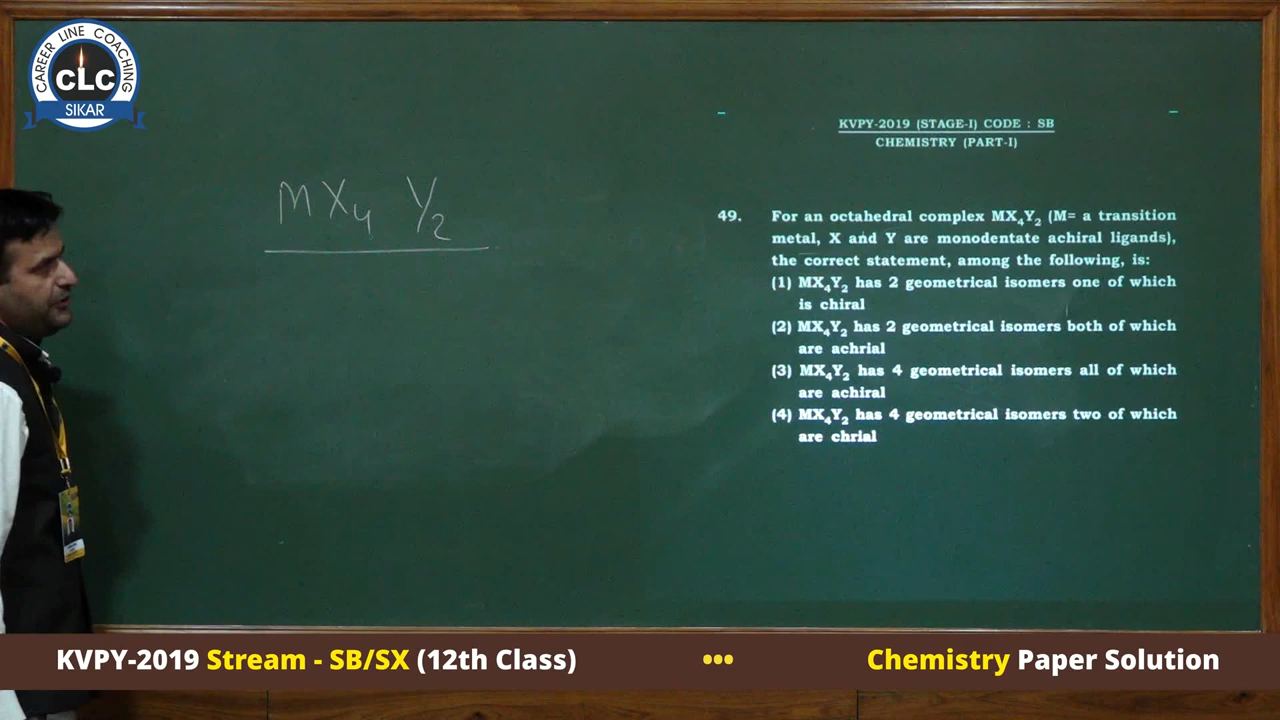 CAREER LINE COACHING
CLC
SIKAR
MX4 Y2
KVPY-2019 (STAGE-I) CODE : SB
CHEMISTRY (PART-I)
49. For an octahedral complex MX₄Y₂ (M= a transition
metal, X and Y are monodentate achiral ligands),
the correct statement, among the following, is:
(1) MX₄Y₂ has 2 geometrical isomers one of which
is chiral
(2) MX₄Y₂ has 2 geometrical isomers both of which
are achrial
(3) MX₄Y₂ has 4 geometrical isomers all of which
are achiral
(4) MX₄Y₂ has 4 geometrical isomers two of which
are chrial
KVPY-2019 Stream - SB/SX (12th Class) ••• Chemistry Paper Solution